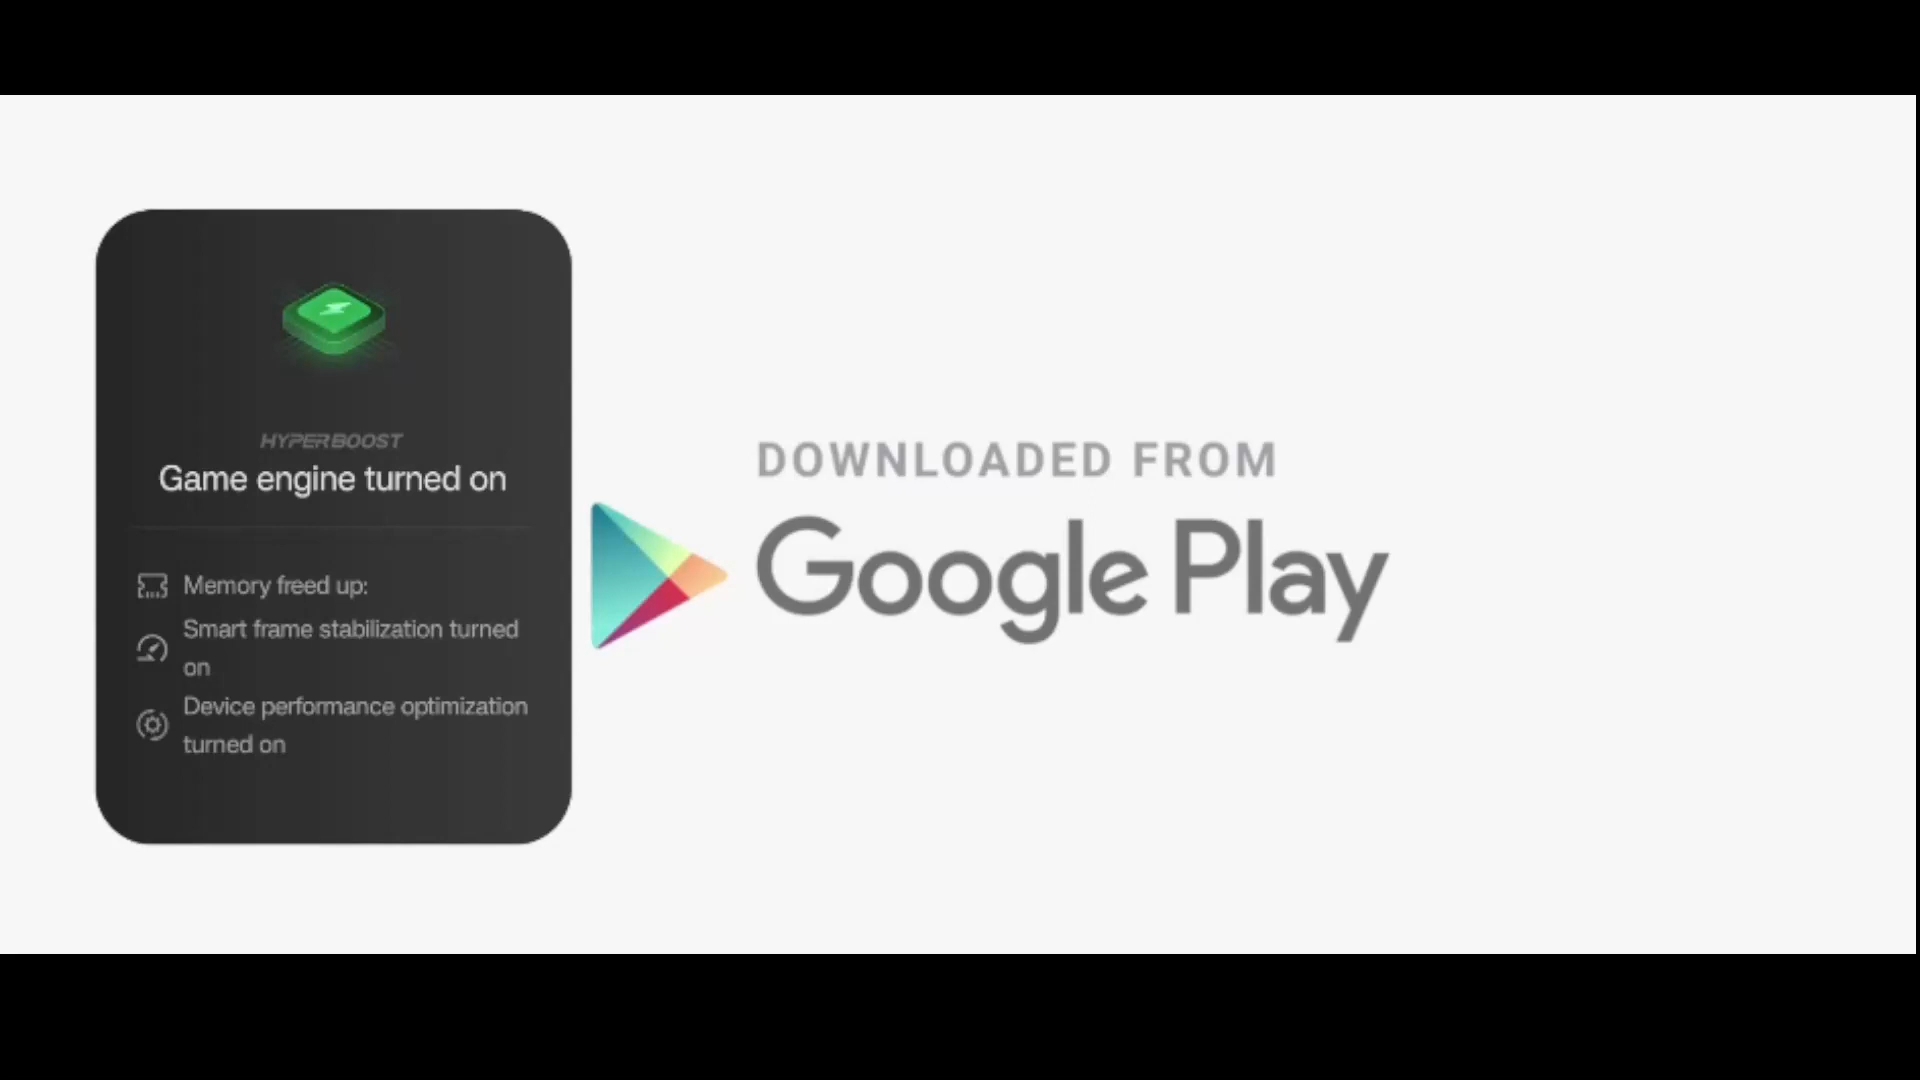 HYPERBOOST
Game engine turned on
Memory freed up:
Smart frame stabilization turned
on
Device performance optimization
turned on
DOWNLOADED FROM
Google Play